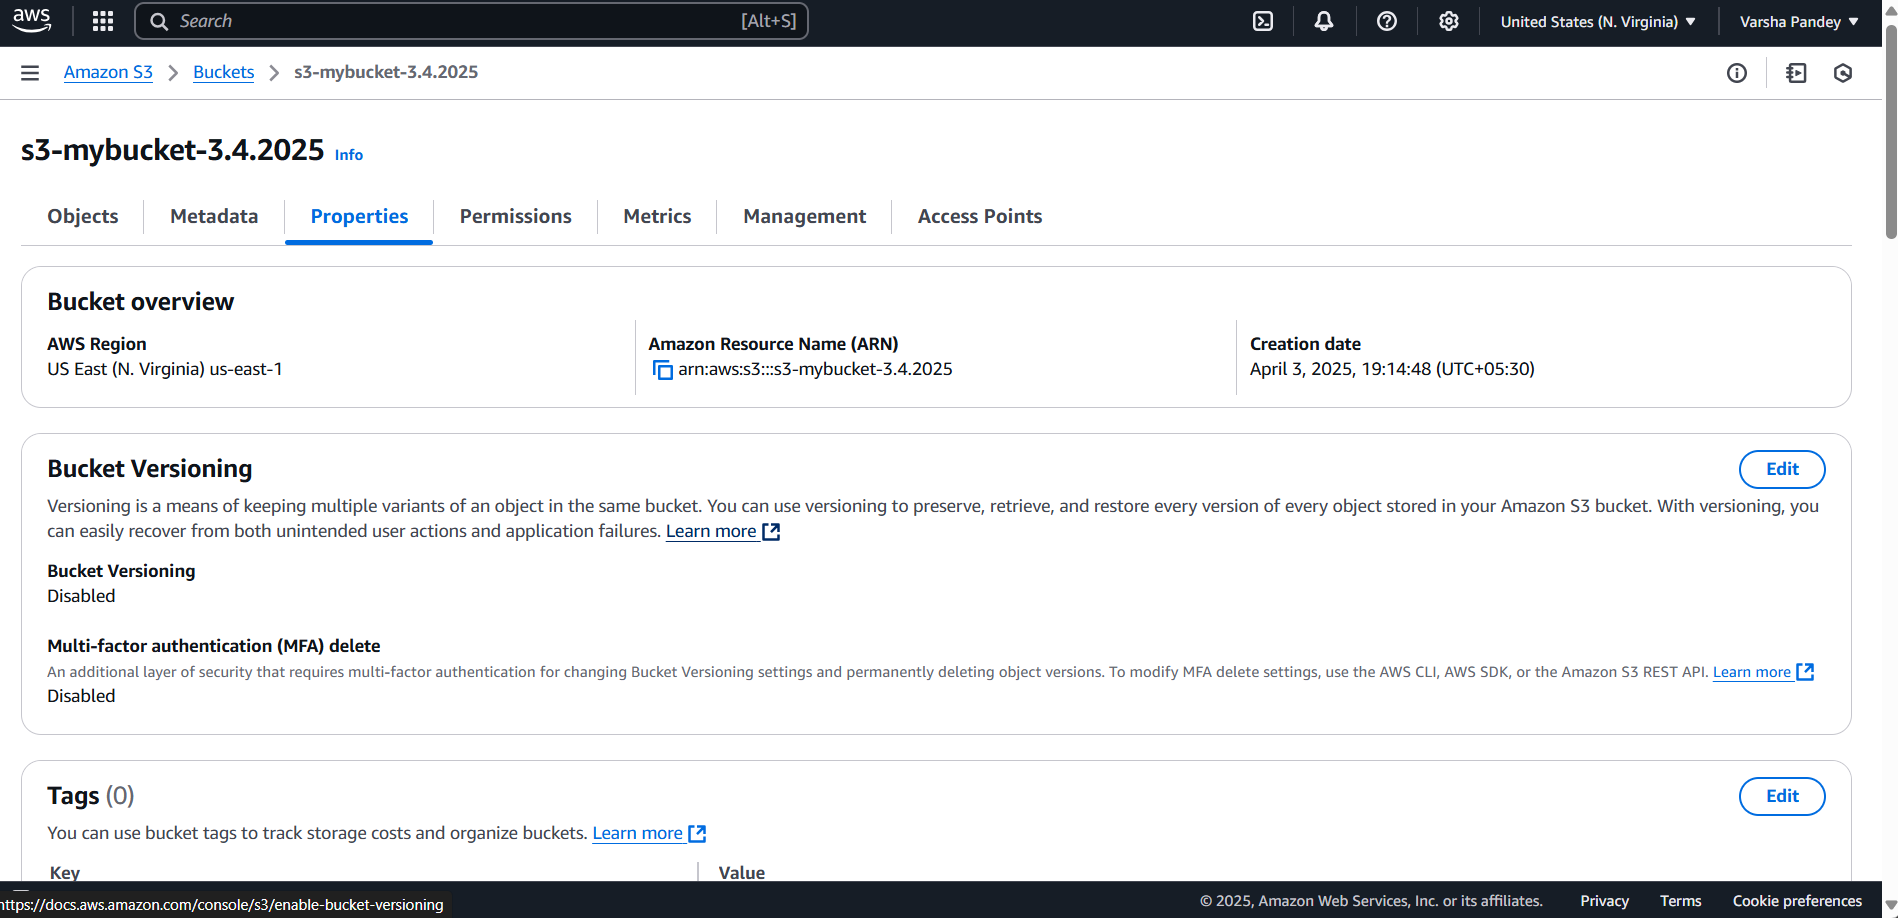 aws Search [Alt+S] United States (N. Virginia) Varsha Pandey
Amazon S3 Buckets s3-mybucket-3.4.2025
s3-mybucket-3.4.2025 Info
Objects Metadata Properties Permissions Metrics Management Access Points
Bucket overview
AWS Region
US East (N. Virginia) us-east-1
Amazon Resource Name (ARN)
arn:aws:s3:::s3-mybucket-3.4.2025
Creation date
April 3, 2025, 19:14:48 (UTC+05:30)
Bucket Versioning
Edit
Versioning is a means of keeping multiple variants of an object in the same bucket. You can use versioning to preserve, retrieve, and restore every version of every object stored in your Amazon S3 bucket. With versioning, you
can easily recover from both unintended user actions and application failures. Learn more
Bucket Versioning
Disabled
Multi-factor authentication (MFA) delete
An additional layer of security that requires multi-factor authentication for changing Bucket Versioning settings and permanently deleting object versions. To modify MFA delete settings, use the AWS CLI, AWS SDK, or the Amazon S3 REST API. Learn more
Disabled
Tags (0)
Edit
You can use bucket tags to track storage costs and organize buckets. Learn more
Key Value
https://docs.aws.amazon.com/console/s3/enable-bucket-versioning
© 2025, Amazon Web Services, Inc. or its affiliates. Privacy Terms Cookie preferences